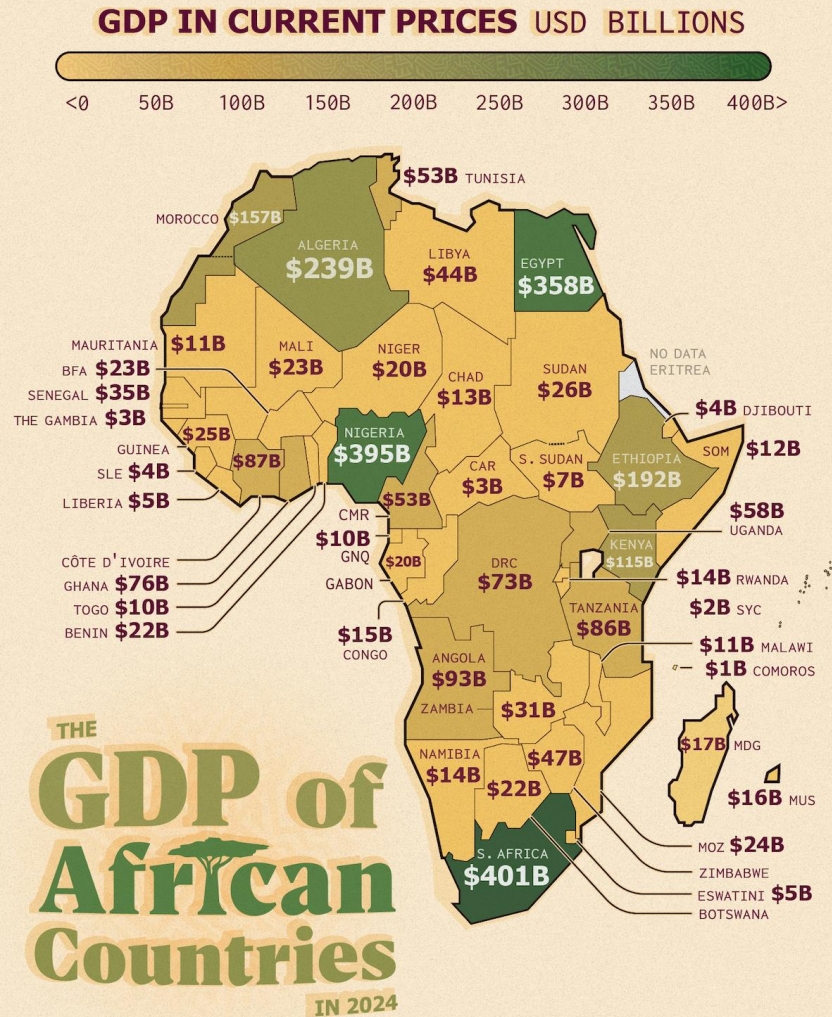 GDP IN CURRENT PRICES USD BILLIONS
<0 50B 100B 150B 200B 250B 300B 350B 400B>
$53B TUNISIA
MOROCCO $157B
ALGERIA
$239B
LIBYA
$44B
EGYPT
$358B
MAURITANIA $11B
BFA $23B
SENEGAL $35B
THE GAMBIA $3B
MALI
$23B
NIGER
$20B
CHAD
$13B
SUDAN
$26B
NO DATA
ERITREA
$4B DJIBOUTI
$25B
GUINEA
SLE $4B
LIBERIA $5B
$87B
NIGERIA
$395B
$53B
CMR
CAR
$3B
S. SUDAN
$7B
ETHIOPIA
$192B
SOM $12B
$58B
UGANDA
$10B
GNQ
$20B
GABON
CÔTE D'IVOIRE
GHANA $76B
TOGO $10B
BENIN $22B
DRC
$73B
KENYA
$115B
$14B RWANDA
$2B SYC
TANZANIA
$86B
$15B
CONGO
ANGOLA
$93B
$11B MALAWI
$1B COMOROS
ZAMBIA
$31B
NAMIBIA
$14B
$47B
$22B
$17B MDG
$16B MUS
S. AFRICA
$401B
MOZ $24B
ZIMBABWE
ESWATINI $5B
BOTSWANA
THE
GDP of
African
Countries
IN 2024